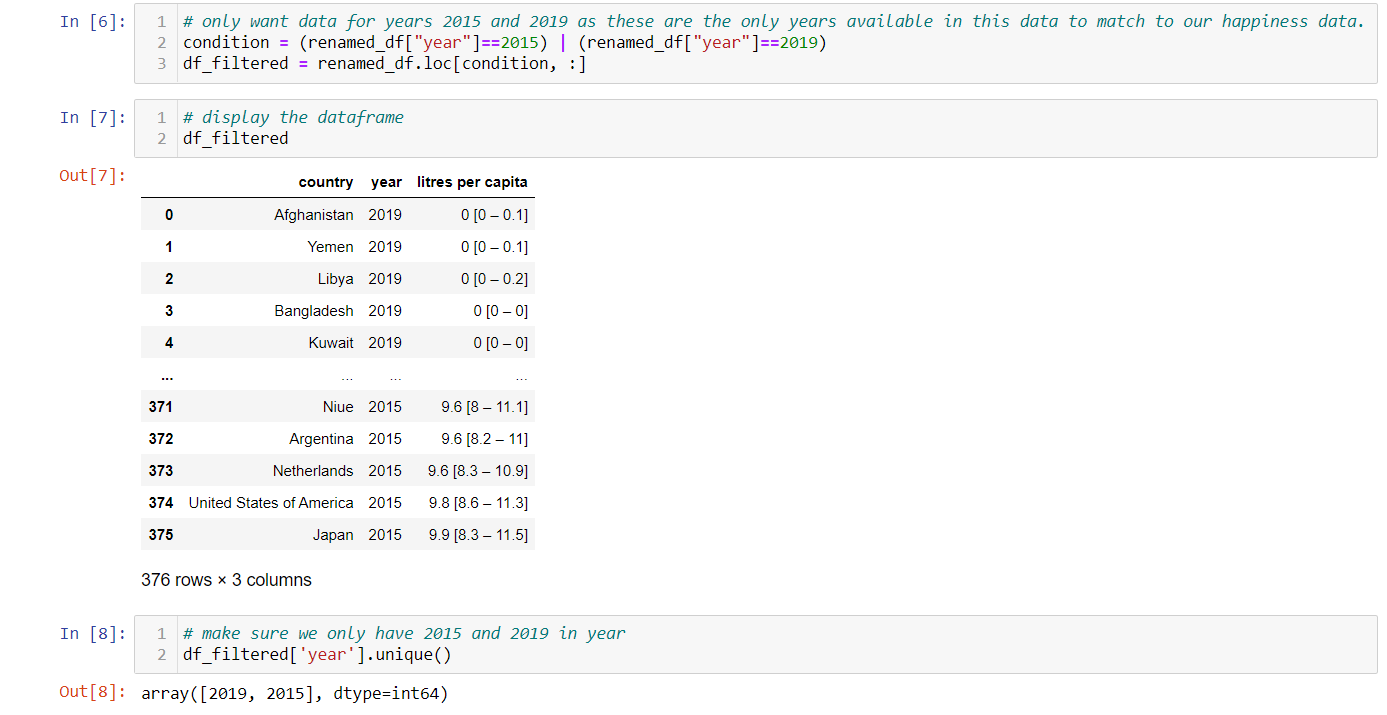 In [6]:
1 # only want data for years 2015 and 2019 as these are the only years available in this data to match to our happiness data.
2 condition = (renamed_df["year"]==2015) | (renamed_df["year"]==2019)
3 df_filtered = renamed_df.loc[condition, :]
In [7]:
1 # display the dataframe
2 df_filtered
Out[7]:
country year litres per capita
0 Afghanistan 2019 0 [0 – 0.1]
1 Yemen 2019 0 [0 – 0.1]
2 Libya 2019 0 [0 – 0.2]
3 Bangladesh 2019 0 [0 – 0]
4 Kuwait 2019 0 [0 – 0]
... ... ... ...
371 Niue 2015 9.6 [8 – 11.1]
372 Argentina 2015 9.6 [8.2 – 11]
373 Netherlands 2015 9.6 [8.3 – 10.9]
374 United States of America 2015 9.8 [8.6 – 11.3]
375 Japan 2015 9.9 [8.3 – 11.5]
376 rows × 3 columns
In [8]:
1 # make sure we only have 2015 and 2019 in year
2 df_filtered['year'].unique()
Out[8]: array([2019, 2015], dtype=int64)